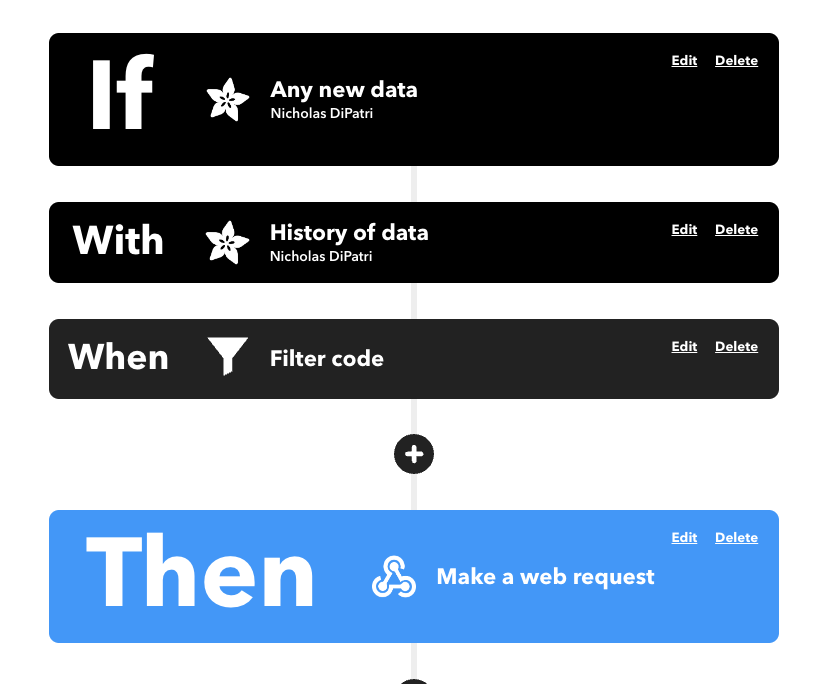 If
Any new data
Nicholas DiPatri
Edit Delete
With
History of data
Nicholas DiPatri
Edit Delete
When
Filter code
Edit Delete
Then
Make a web request
Edit Delete